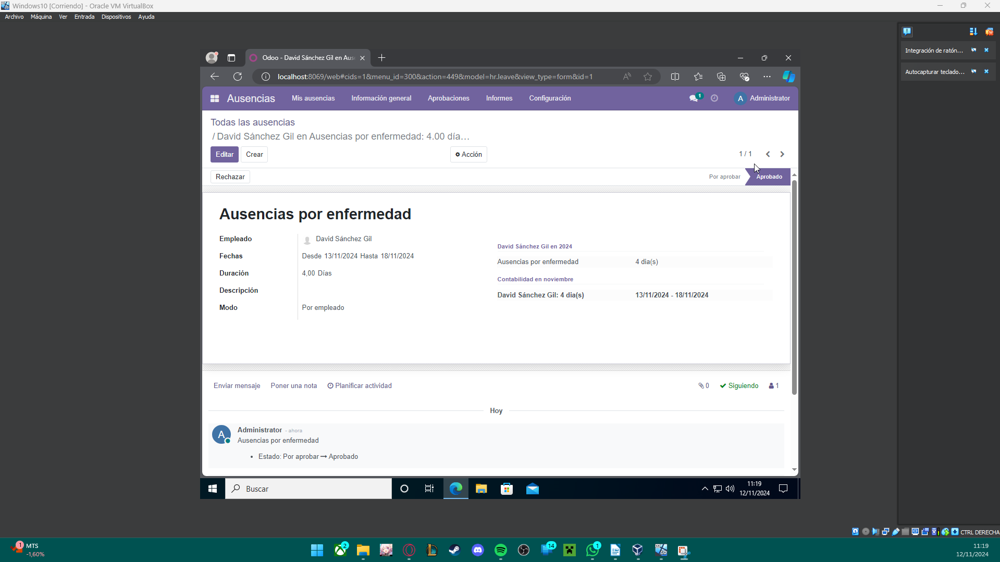 Windows10 [Corriendo] - Oracle VM VirtualBox
Archivo Máquina Ver Entrada Dispositivos Ayuda
Integración de ratón...
Autocapturar teclado...
Odoo - David Sánchez Gil en Aus
localhost:8069/web#cids=1&menu_id=300&action=449&model=hr.leave&view_type=form&id=1
Ausencias Mis ausencias Información general Aprobaciones Informes Configuración 1 A Administrator
Todas las ausencias
/ David Sánchez Gil en Ausencias por enfermedad: 4.00 día...
Editar Crear Acción 1 / 1
Rechazar Por aprobar Aprobado
Ausencias por enfermedad
Empleado David Sánchez Gil
Fechas Desde 13/11/2024 Hasta 18/11/2024
Duración 4,00 Días
Descripción
Modo Por empleado
David Sánchez Gil en 2024
Ausencias por enfermedad 4 dia(s)
Contabilidad en noviembre
David Sánchez Gil: 4 dia(s) 13/11/2024 - 18/11/2024
Enviar mensaje Poner una nota Planificar actividad 0 Siguiendo 1
Hoy
A Administrator - ahora
Ausencias por enfermedad
• Estado: Por aprobar → Aprobado
Buscar
11:19
12/11/2024
CTRL DERECHA
1 MTS
-1,60%
2
14
1
11:19
12/11/2024